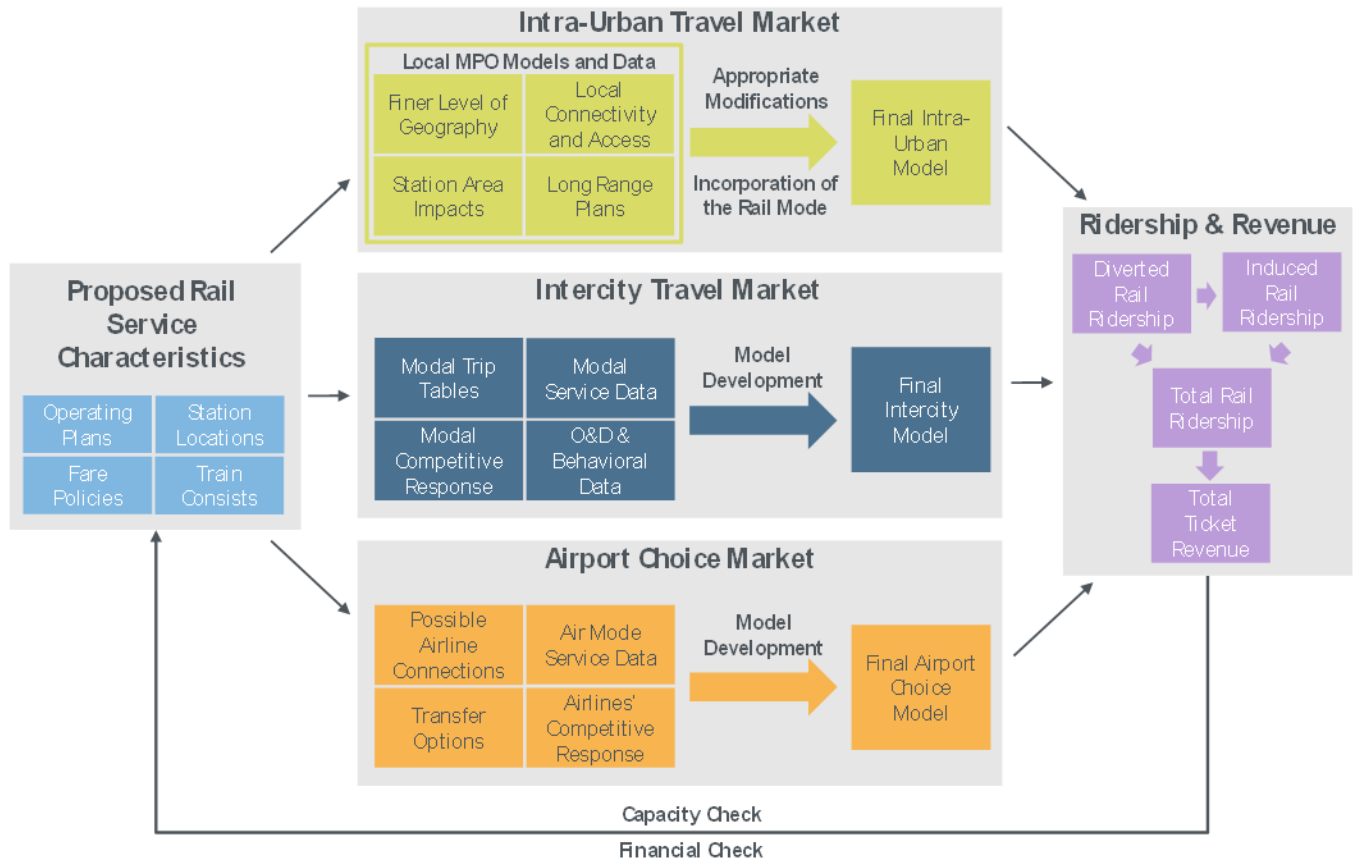 Proposed Rail
Service
Characteristics
Operating
Plans
Station
Locations
Fare
Policies
Train
Consists
Intra-Urban Travel Market
Local MPO Models and Data
Finer Level of
Geography
Local
Connectivity
and Access
Station Area
Impacts
Long Range
Plans
Appropriate
Modifications
Incorporation of
the Rail Mode
Final Intra-
Urban
Model
Intercity Travel Market
Modal Trip
Tables
Modal
Service Data
Modal
Competitive
Response
O&D &
Behavioral
Data
Model
Development
Final
Intercity
Model
Airport Choice Market
Possible
Airline
Connections
Air Mode
Service Data
Transfer
Options
Airlines'
Competitive
Response
Model
Development
Final Airport
Choice
Model
Ridership & Revenue
Diverted
Rail
Ridership
Induced
Rail
Ridership
Total Rail
Ridership
Total
Ticket
Revenue
Capacity Check
Financial Check